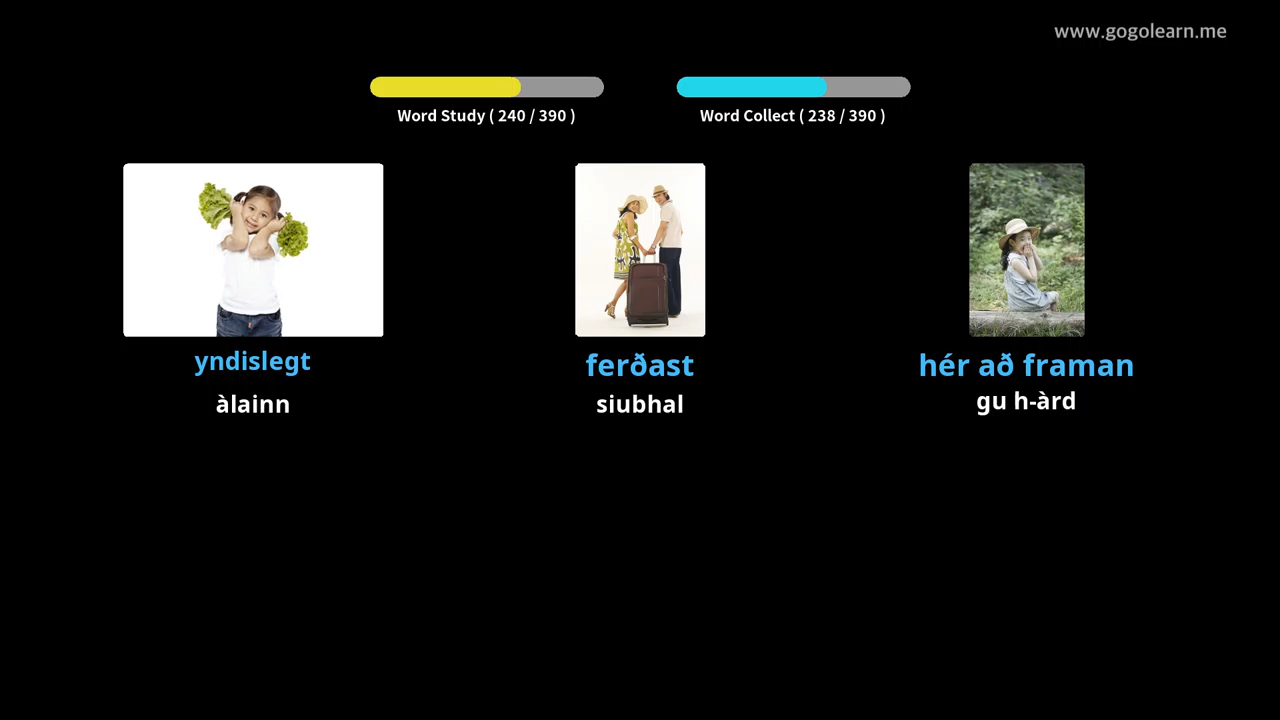 www.gogolearn.me
Word Study ( 240 / 390 )
Word Collect ( 238 / 390 )
yndislegt
àlainn
ferðast
siubhal
hér að framan
gu h-àrd